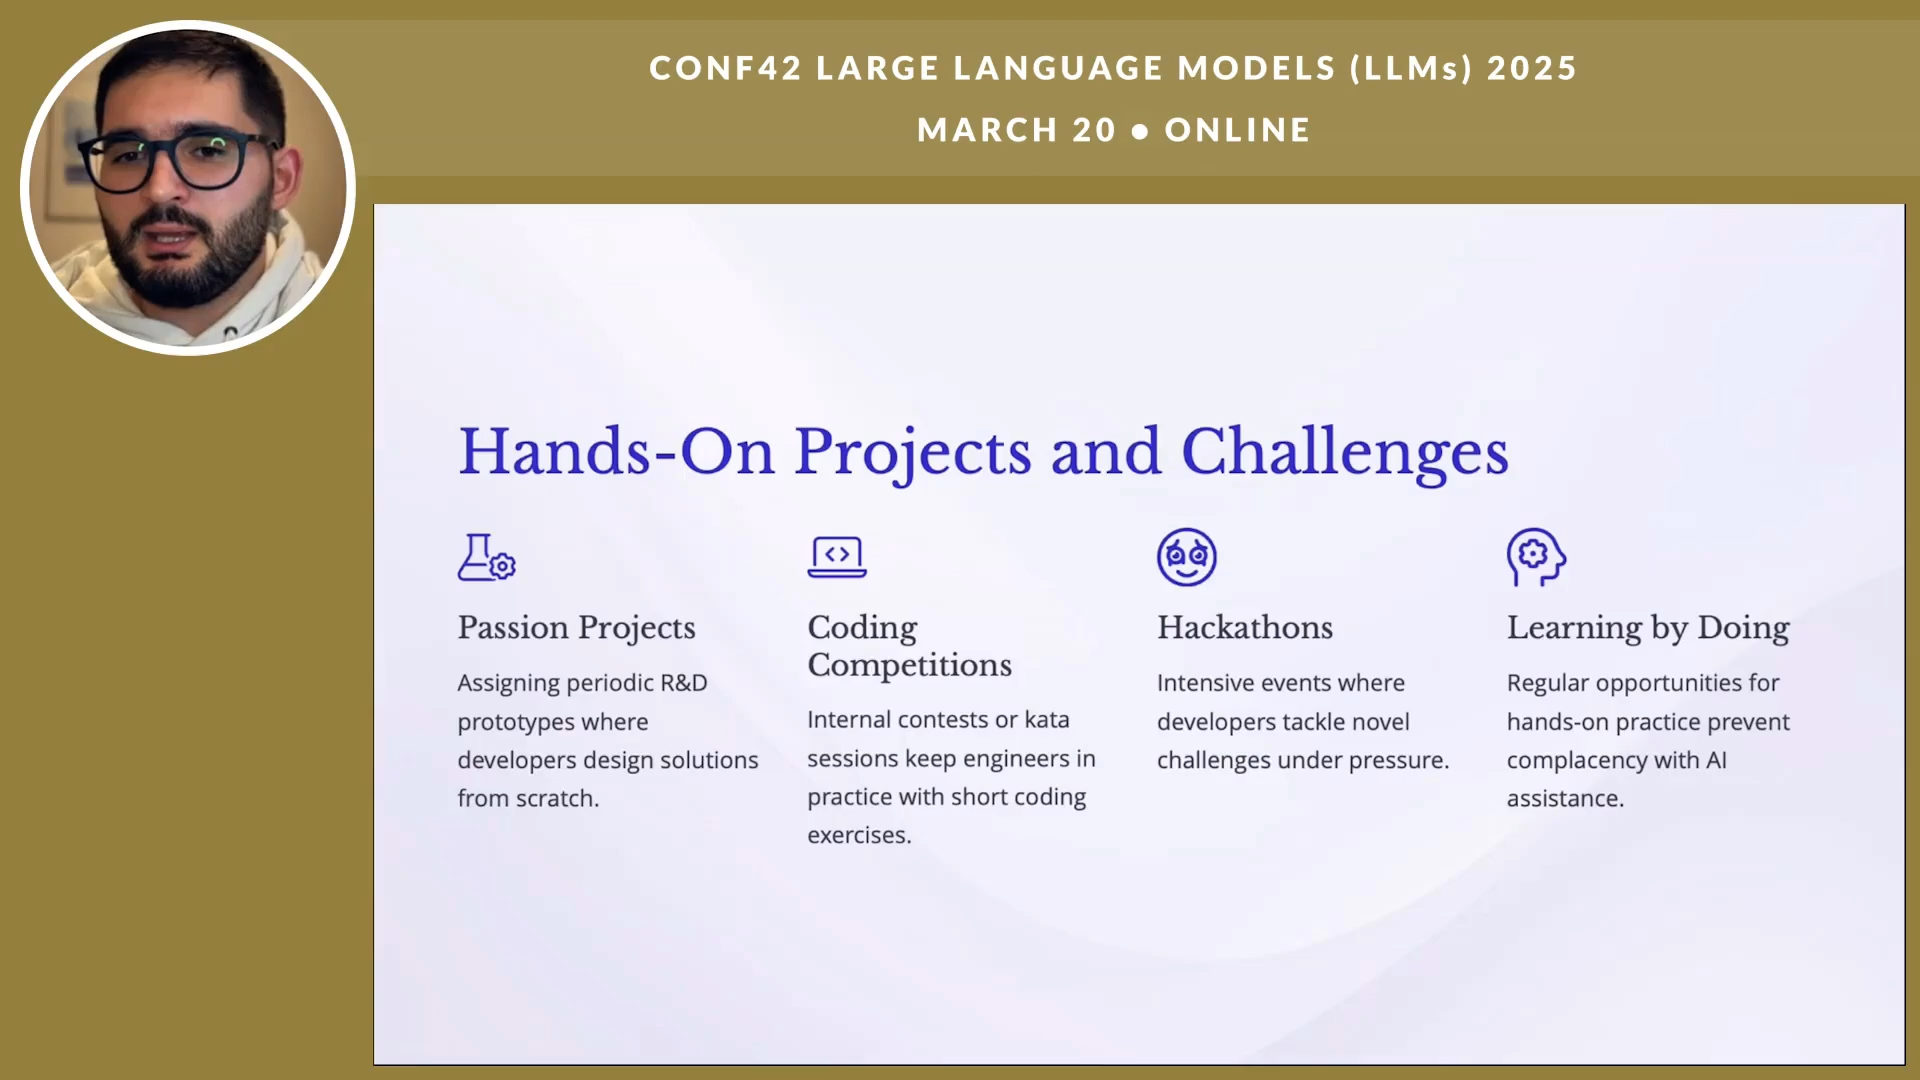 CONF42 LARGE LANGUAGE MODELS (LLMs) 2025
MARCH 20 ● ONLINE
Hands-On Projects and Challenges
Passion Projects
Assigning periodic R&D
prototypes where
developers design solutions
from scratch.
Coding
Competitions
Internal contests or kata
sessions keep engineers in
practice with short coding
exercises.
Hackathons
Intensive events where
developers tackle novel
challenges under pressure.
Learning by Doing
Regular opportunities for
hands-on practice prevent
complacency with AI
assistance.